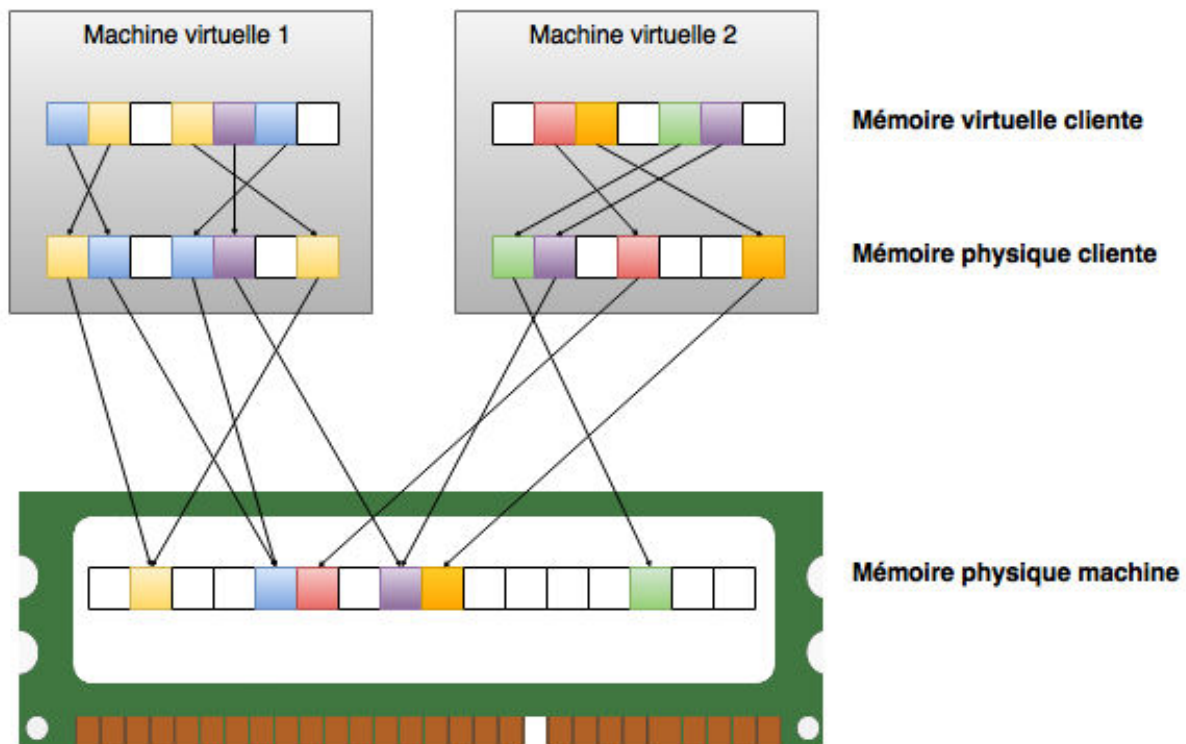 Machine virtuelle 1
Machine virtuelle 2
Mémoire virtuelle cliente
Mémoire physique cliente
Mémoire physique machine